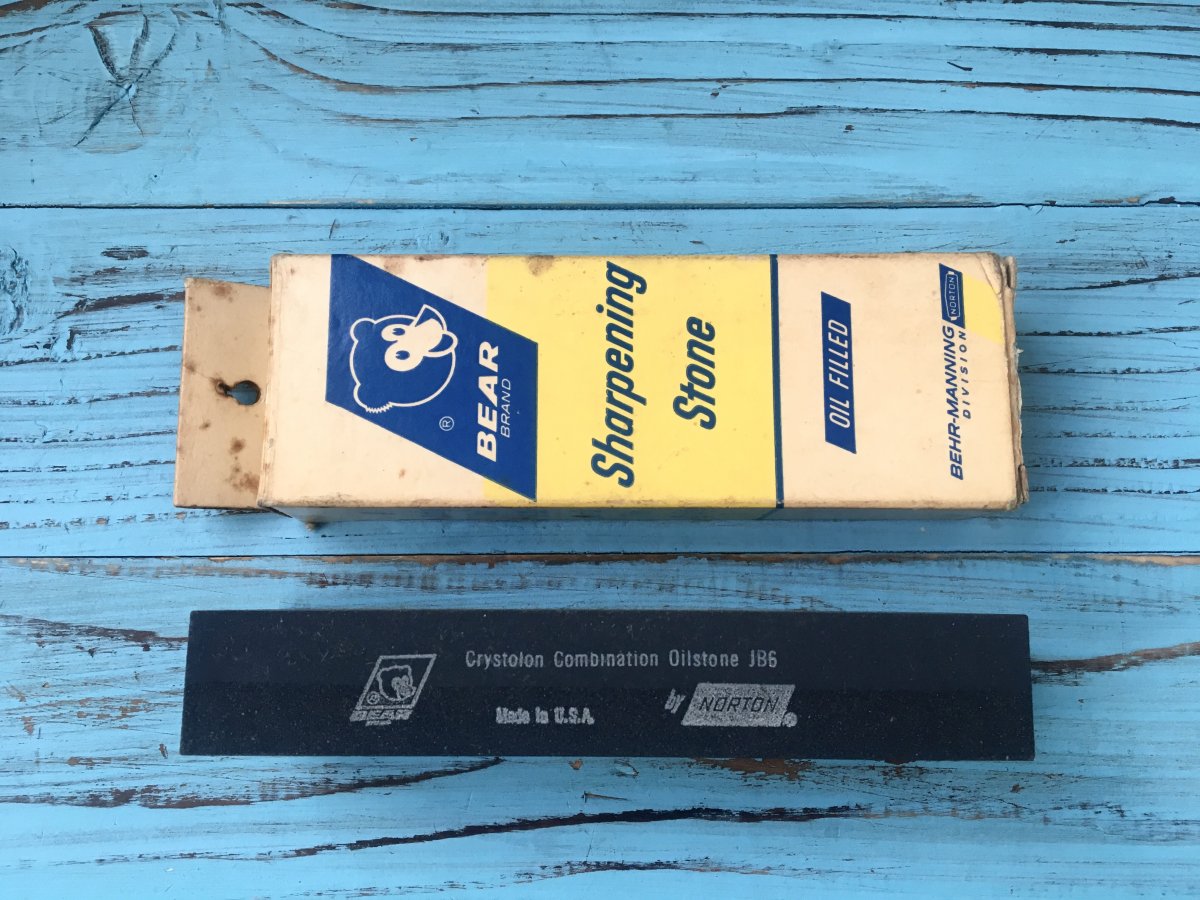 BEAR
BRAND
®
Sharpening
Stone
OIL FILLED
NORTON
BEHR-MANNING
DIVISION
Crystolon Combination Oilstone JB6
®
BEAR
Made in U.S.A.
by NORTON ®